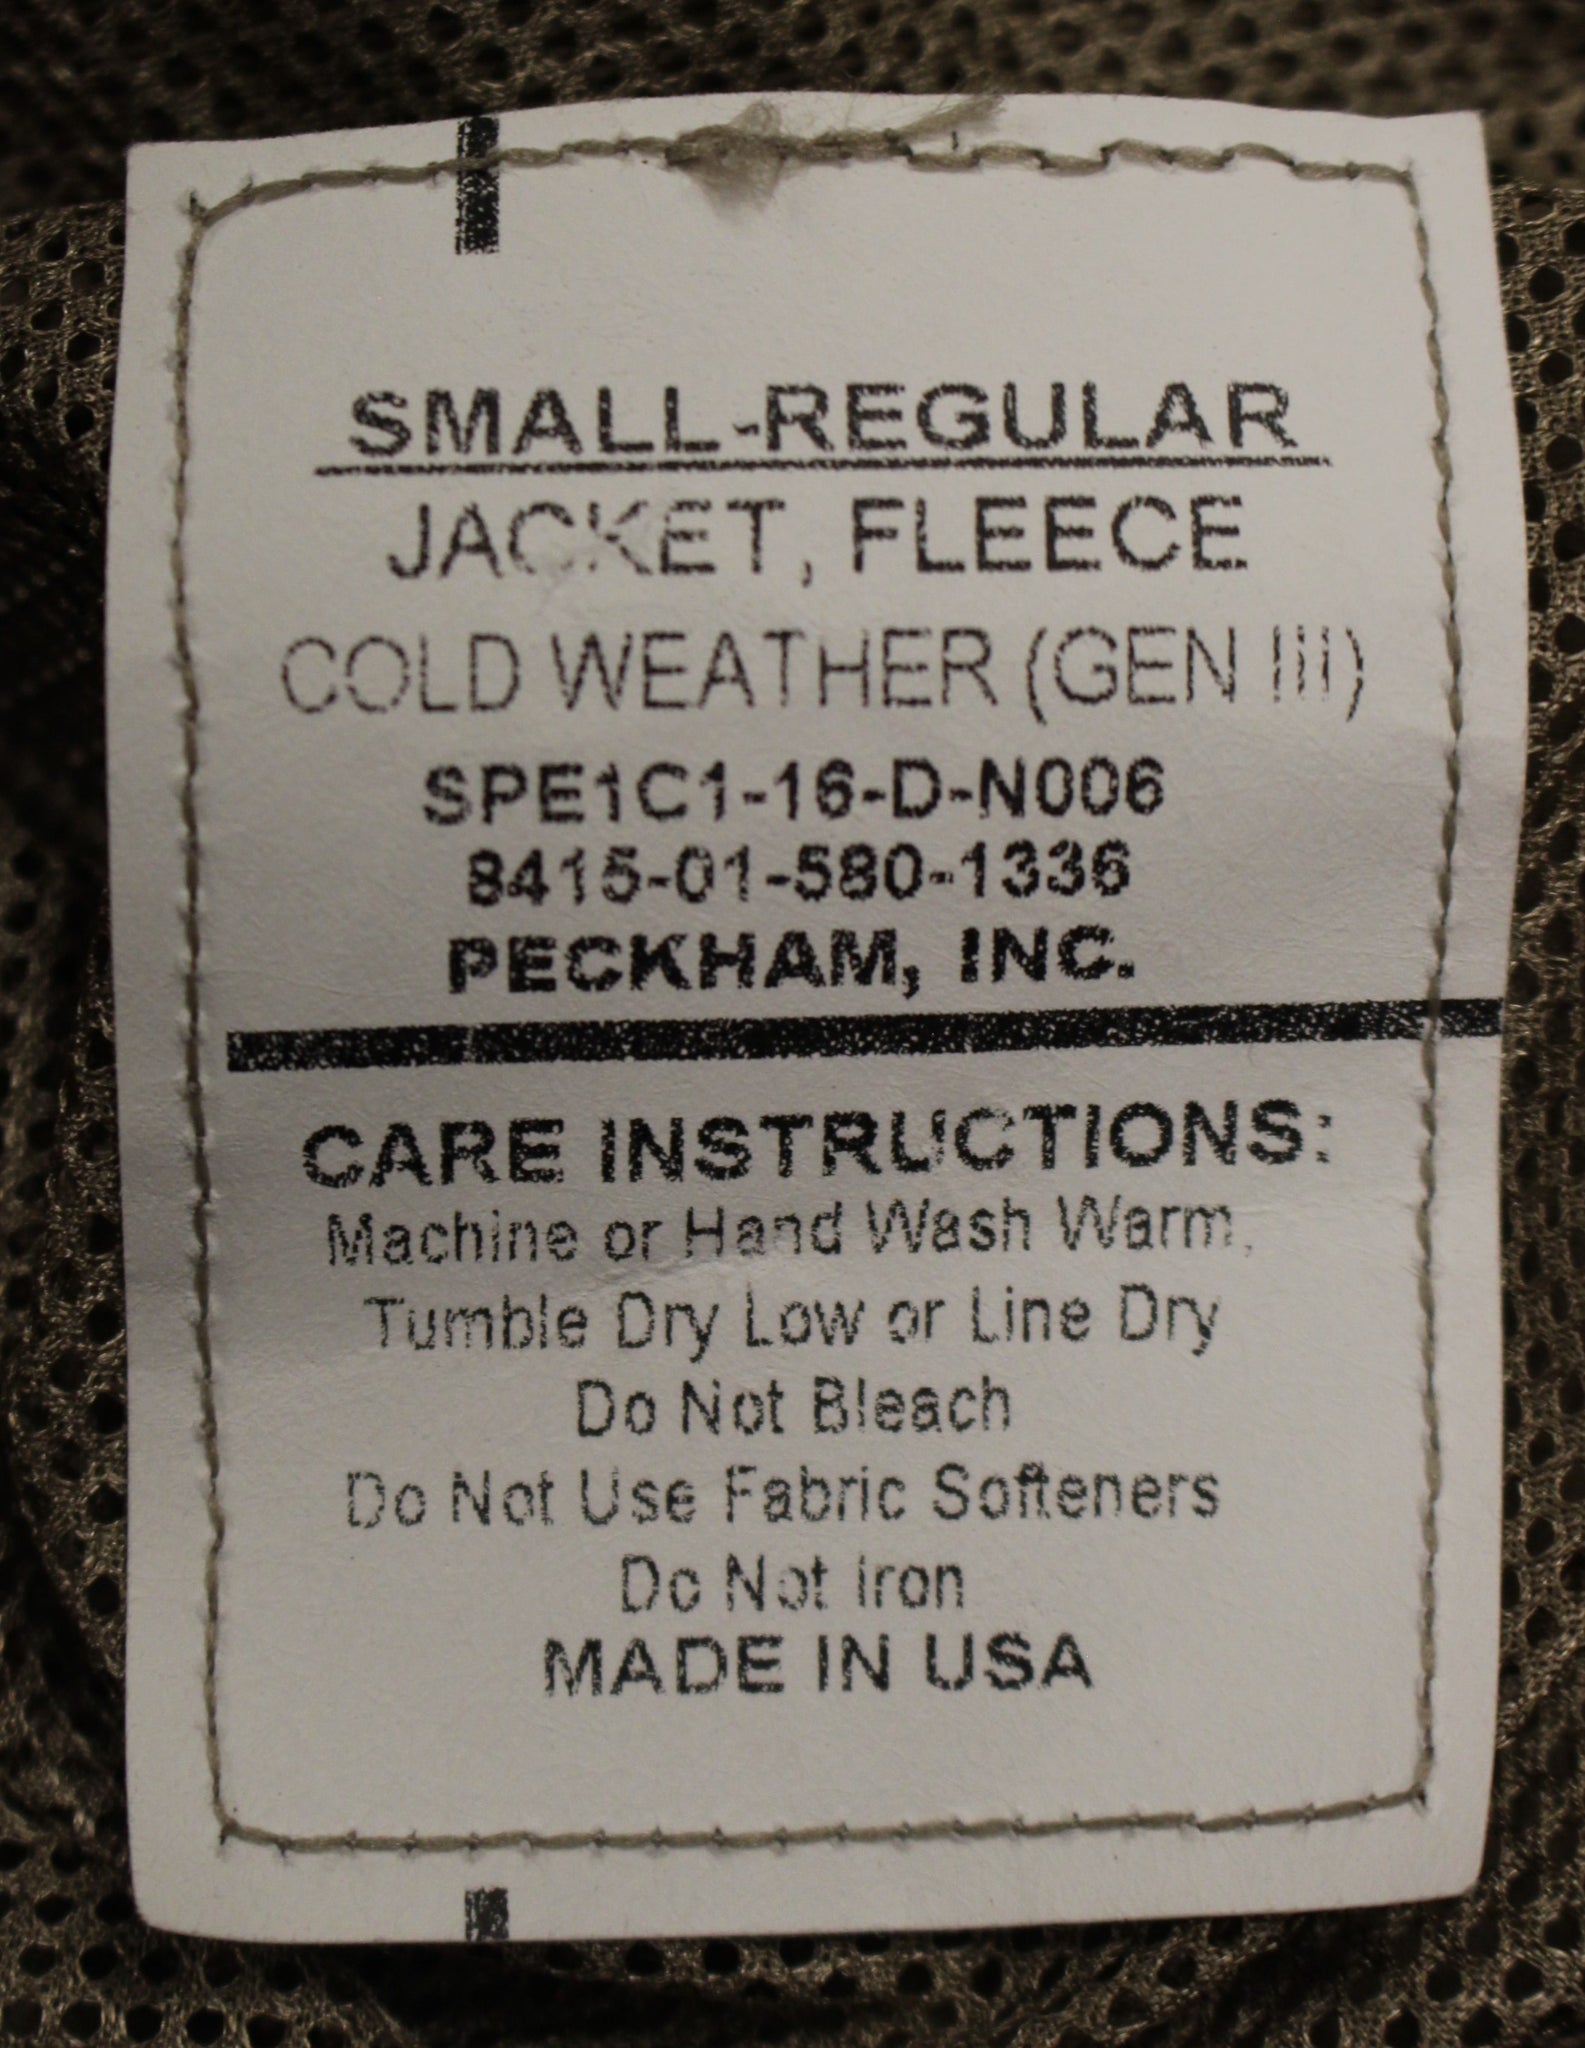 SMALL-REGULAR
JACKET, FLEECE
COLD WEATHER (GEN III)
SPE1C1-16-D-N006
8415-01-580-1336
PECKHAM, INC.
CARE INSTRUCTIONS:
Machine or Hand Wash Warm,
Tumble Dry Low or Line Dry
Do Not Bleach
Do Not Use Fabric Softeners
Do Not Iron
MADE IN USA